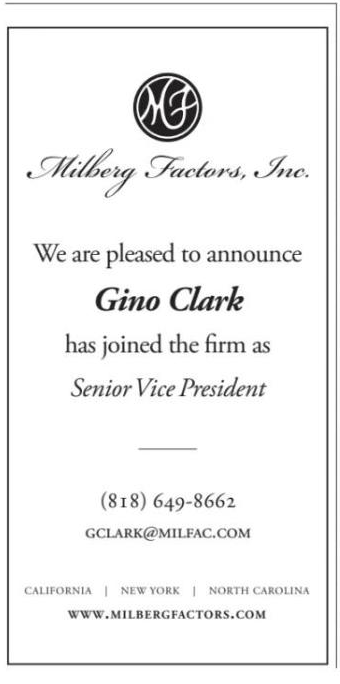 MF
Milberg Factors, Inc.
We are pleased to announce
Gino Clark
has joined the firm as
Senior Vice President
(818) 649-8662
GCLARK@MILFAC.COM
CALIFORNIA | NEW YORK | NORTH CAROLINA
WWW.MILBERGFACTORS.COM